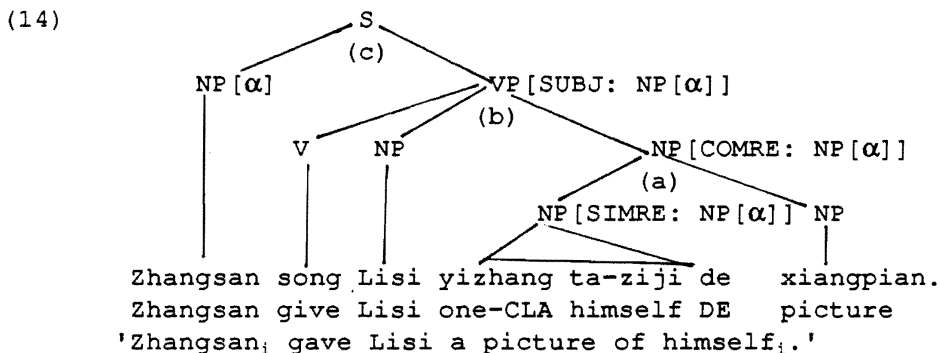 (14) S
(c)
NP[α] VP[SUBJ: NP[α]]
(b)
V NP NP[COMRE: NP[α]]
(a)
NP[SIMRE: NP[α]] NP
Zhangsan song Lisi yizhang ta-ziji de xiangpian.
Zhangsan give Lisi one-CLA himself DE picture
'Zhangsanᵢ gave Lisi a picture of himselfᵢ.'